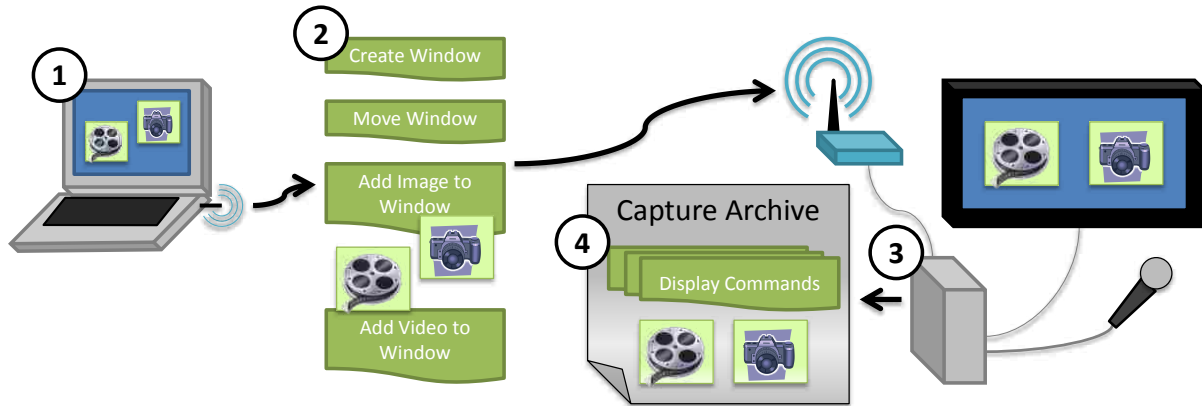 1
2
Create Window
Move Window
Add Image to
Window
Add Video to
Window
Capture Archive
4
Display Commands
3